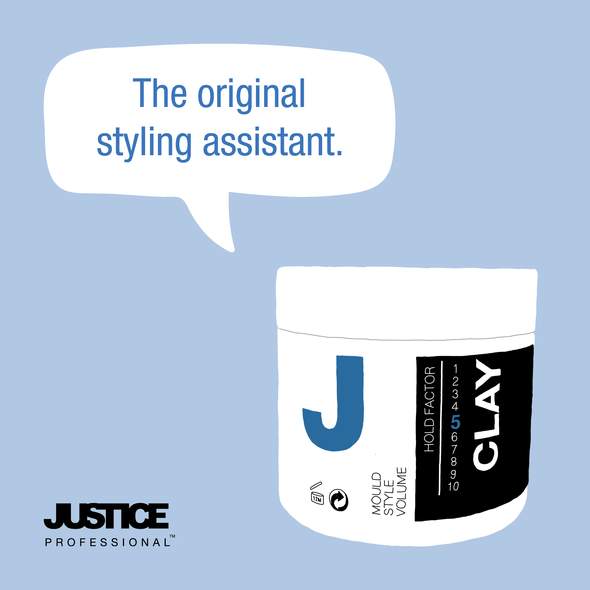 The original
styling assistant.
J
HOLD FACTOR
1
2
3
4
5
6
7
8
9
10
CLAY
MOULD
STYLE
VOLUME
12M
JUSTICE
PROFESSIONAL™